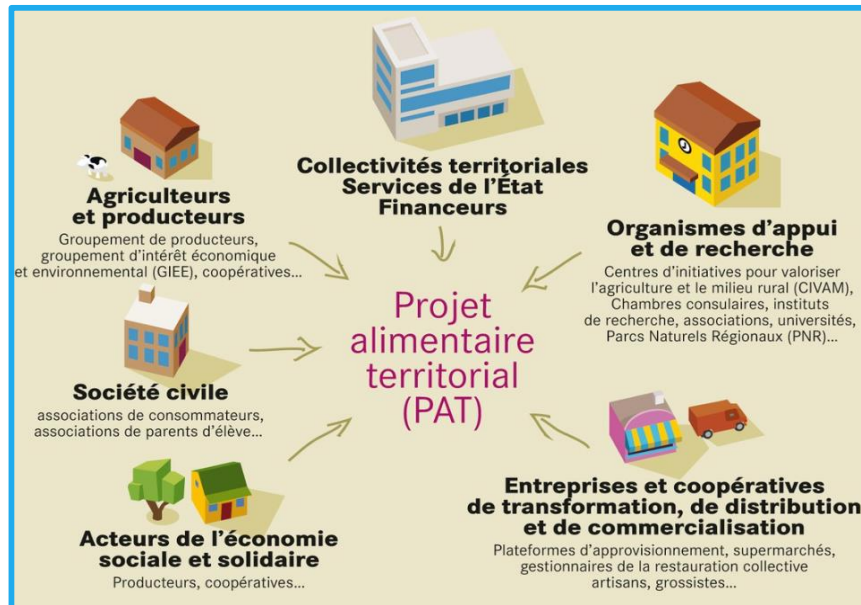 Collectivités territoriales
Services de l'État
Financeurs
Agriculteurs
et producteurs
Groupement de producteurs,
groupement d'intérêt économique
et environnemental (GIEE), coopératives...
Organismes d'appui
et de recherche
Centres d'initiatives pour valoriser
l'agriculture et le milieu rural (CIVAM),
Chambres consulaires, instituts
de recherche, associations, universités,
Parcs Naturels Régionaux (PNR)...
Projet
alimentaire
territorial
(PAT)
Société civile
associations de consommateurs,
associations de parents d'élève...
Acteurs de l'économie
sociale et solidaire
Producteurs, coopératives...
Entreprises et coopératives
de transformation, de distribution
et de commercialisation
Plateformes d'approvisionnement, supermarchés,
gestionnaires de la restauration collective
artisans, grossistes...